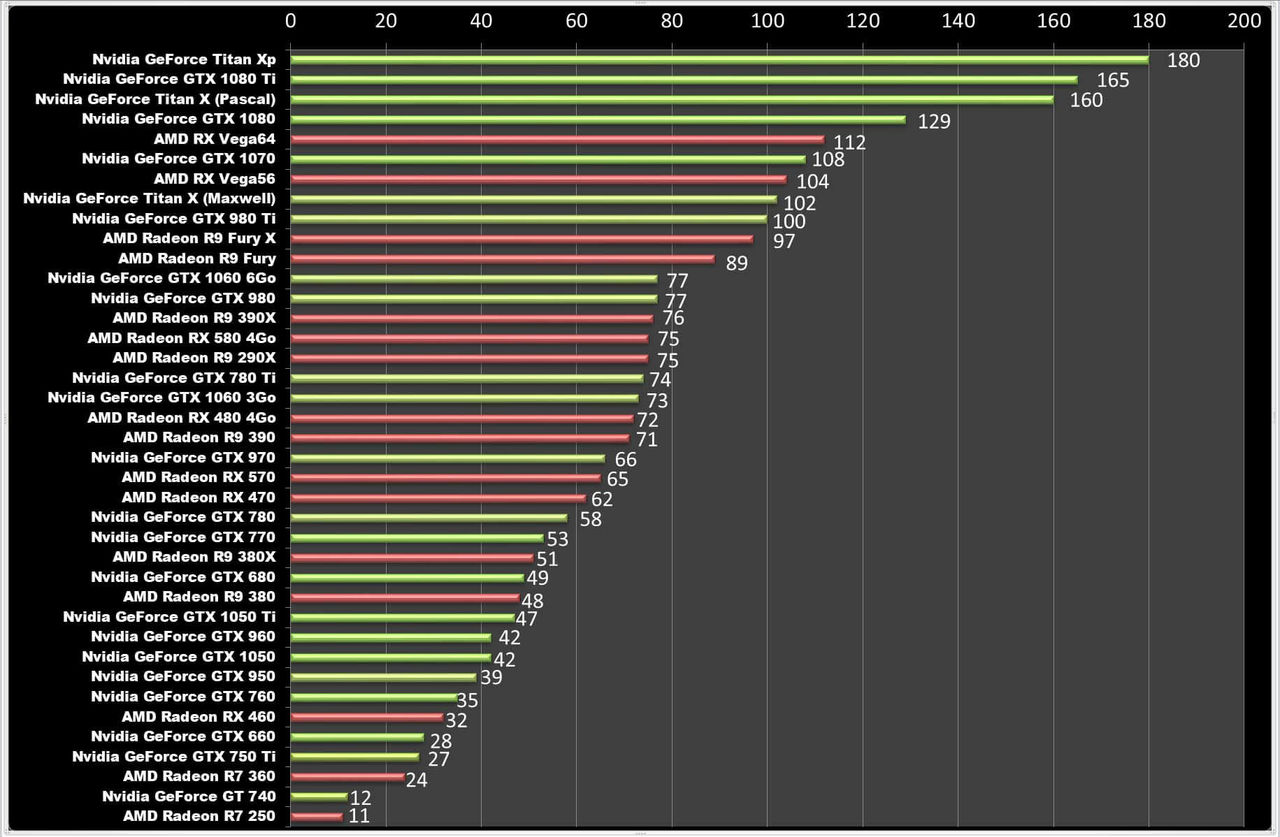 0 20 40 60 80 100 120 140 160 180 200
Nvidia GeForce Titan Xp 180
Nvidia GeForce GTX 1080 Ti 165
Nvidia GeForce Titan X (Pascal) 160
Nvidia GeForce GTX 1080 129
AMD RX Vega64 112
Nvidia GeForce GTX 1070 108
AMD RX Vega56 104
Nvidia GeForce Titan X (Maxwell) 102
Nvidia GeForce GTX 980 Ti 100
AMD Radeon R9 Fury X 97
AMD Radeon R9 Fury 89
Nvidia GeForce GTX 1060 6Go 77
Nvidia GeForce GTX 980 77
AMD Radeon R9 390X 76
AMD Radeon RX 580 4Go 75
AMD Radeon R9 290X 75
Nvidia GeForce GTX 780 Ti 74
Nvidia GeForce GTX 1060 3Go 73
AMD Radeon RX 480 4Go 72
AMD Radeon R9 390 71
Nvidia GeForce GTX 970 66
AMD Radeon RX 570 65
AMD Radeon RX 470 62
Nvidia GeForce GTX 780 58
Nvidia GeForce GTX 770 53
AMD Radeon R9 380X 51
Nvidia GeForce GTX 680 49
AMD Radeon R9 380 48
Nvidia GeForce GTX 1050 Ti 47
Nvidia GeForce GTX 960 42
Nvidia GeForce GTX 1050 42
Nvidia GeForce GTX 950 39
Nvidia GeForce GTX 760 35
AMD Radeon RX 460 32
Nvidia GeForce GTX 660 28
Nvidia GeForce GTX 750 Ti 27
AMD Radeon R7 360 24
Nvidia GeForce GT 740 12
AMD Radeon R7 250 11